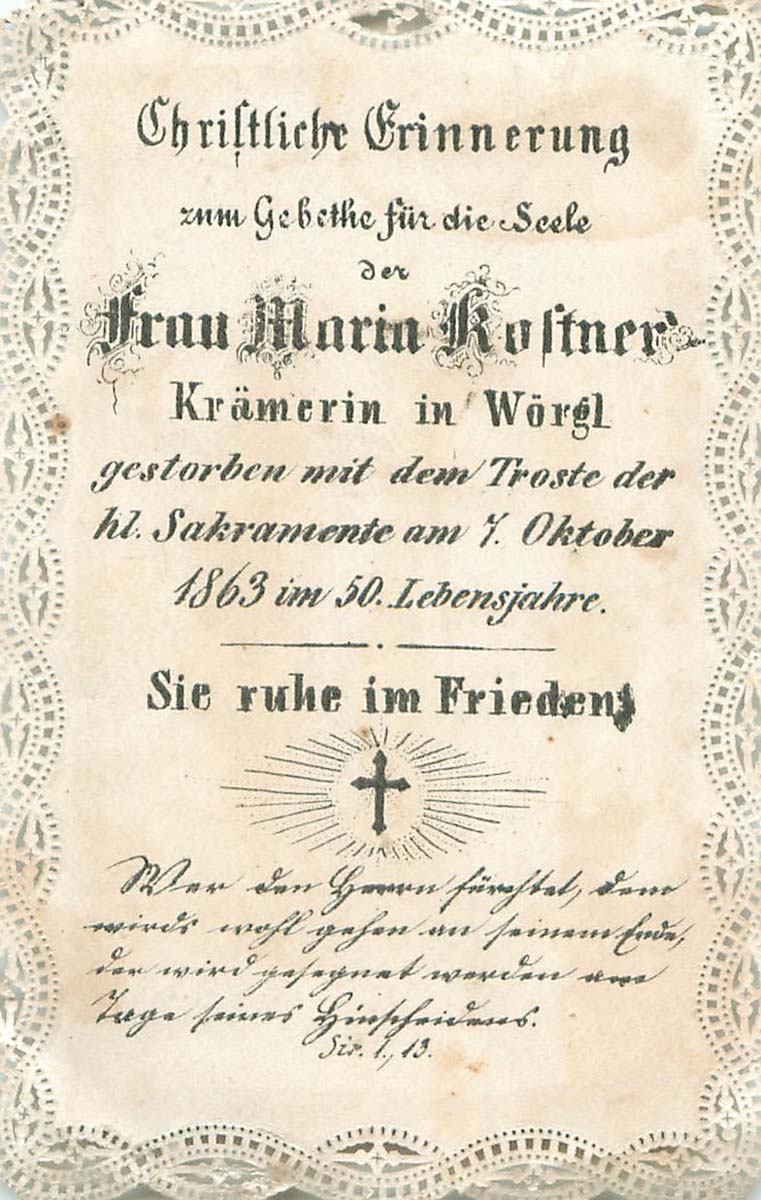 Christliche Erinnerung
zum Gebethe für die Seele
der
Frau Maria Kostner
Krämerin in Wörgl
gestorben mit dem Troste der
hl. Sakramente am 7. Oktober
1863 im 50. Lebensjahre.
Sie ruhe im Frieden!
Wer den Herrn fürchtet, dem
wirds wohl gehen an seinem Ende,
der wird gesegnet werden am
Tage seines Hinscheidens.
Sir. 1., 13.